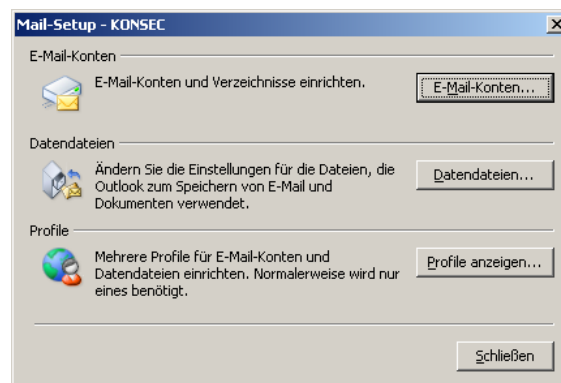 Mail-Setup - KONSEC
E-Mail-Konten
E-Mail-Konten und Verzeichnisse einrichten.
E-Mail-Konten...
Datendateien
Ändern Sie die Einstellungen für die Dateien, die
Outlook zum Speichern von E-Mail und
Dokumenten verwendet.
Datendateien...
Profile
Mehrere Profile für E-Mail-Konten und
Datendateien einrichten. Normalerweise wird nur
eines benötigt.
Profile anzeigen...
Schließen